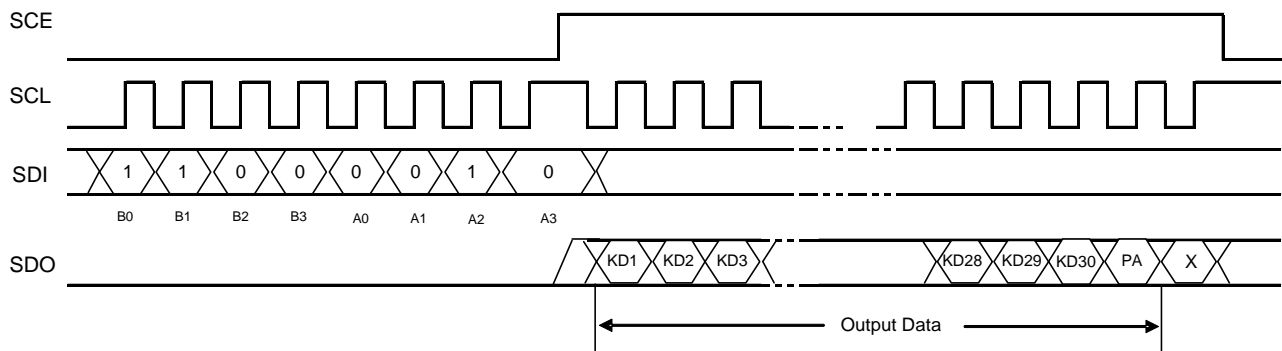 SCE
SCL
SDI 1 1 0 0 0 0 1 0
B0 B1 B2 B3 A0 A1 A2 A3
SDO KD1 KD2 KD3 KD28 KD29 KD30 PA X
Output Data